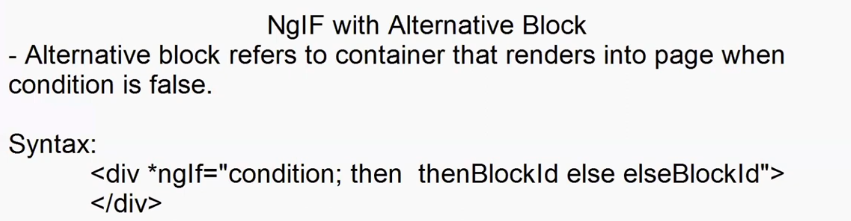 NgIF with Alternative Block
- Alternative block refers to container that renders into page when
condition is false.
Syntax:
<div *ngIf="condition; then  thenBlockId else elseBlockId">
</div>